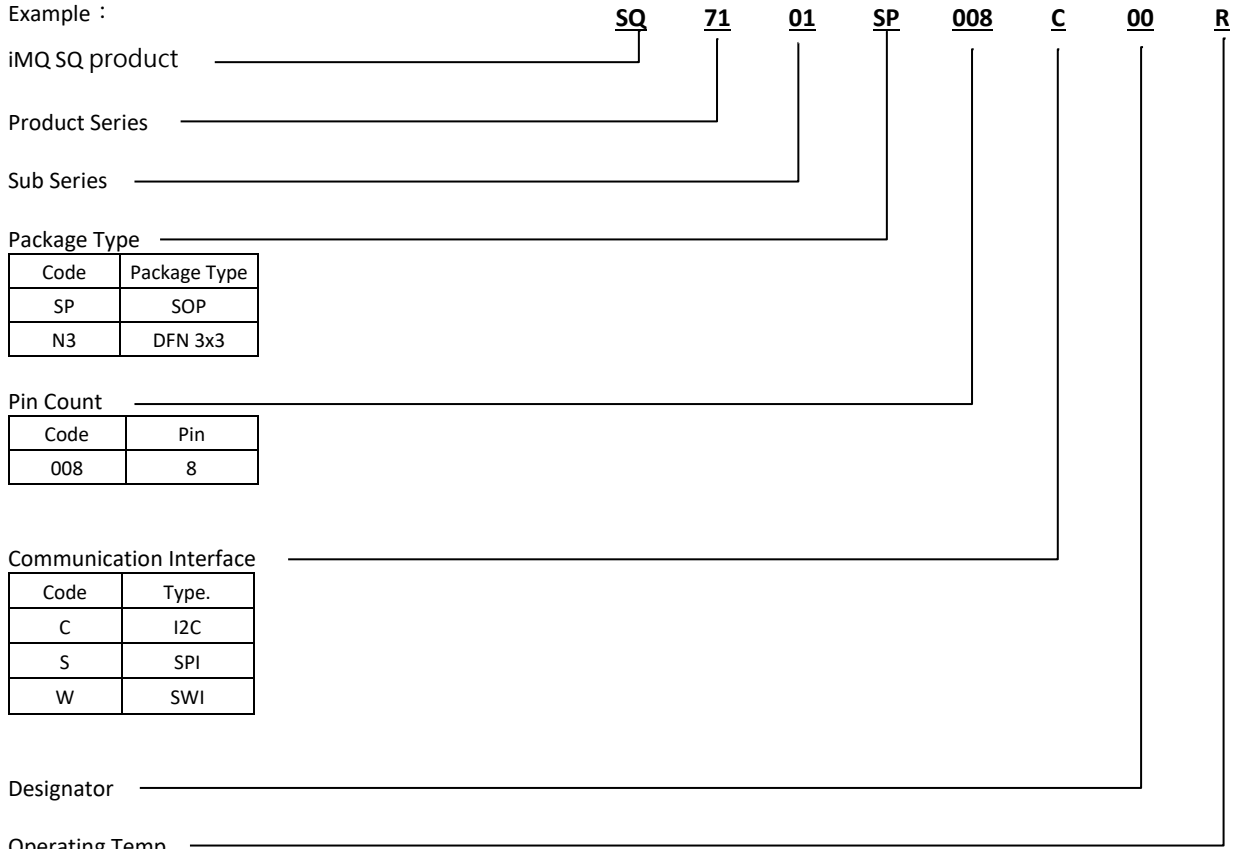 Example：
SQ 71 01 SP 008 C 00 R
iMQ SQ product
Product Series
Sub Series
Package Type
Code Package Type
SP SOP
N3 DFN 3x3
Pin Count
Code Pin
008 8
Communication Interface
Code Type.
C I2C
S SPI
W SWI
Designator
Operating Temp